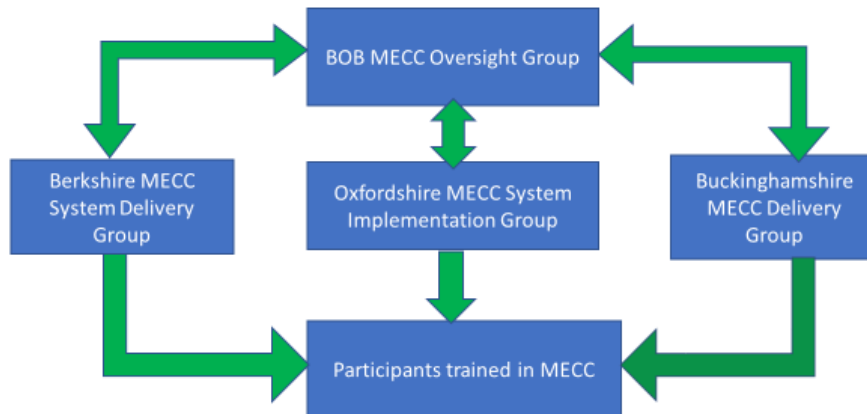 BOB MECC Oversight Group
Berkshire MECC
System Delivery
Group
Oxfordshire MECC System
Implementation Group
Buckinghamshire
MECC Delivery
Group
Participants trained in MECC